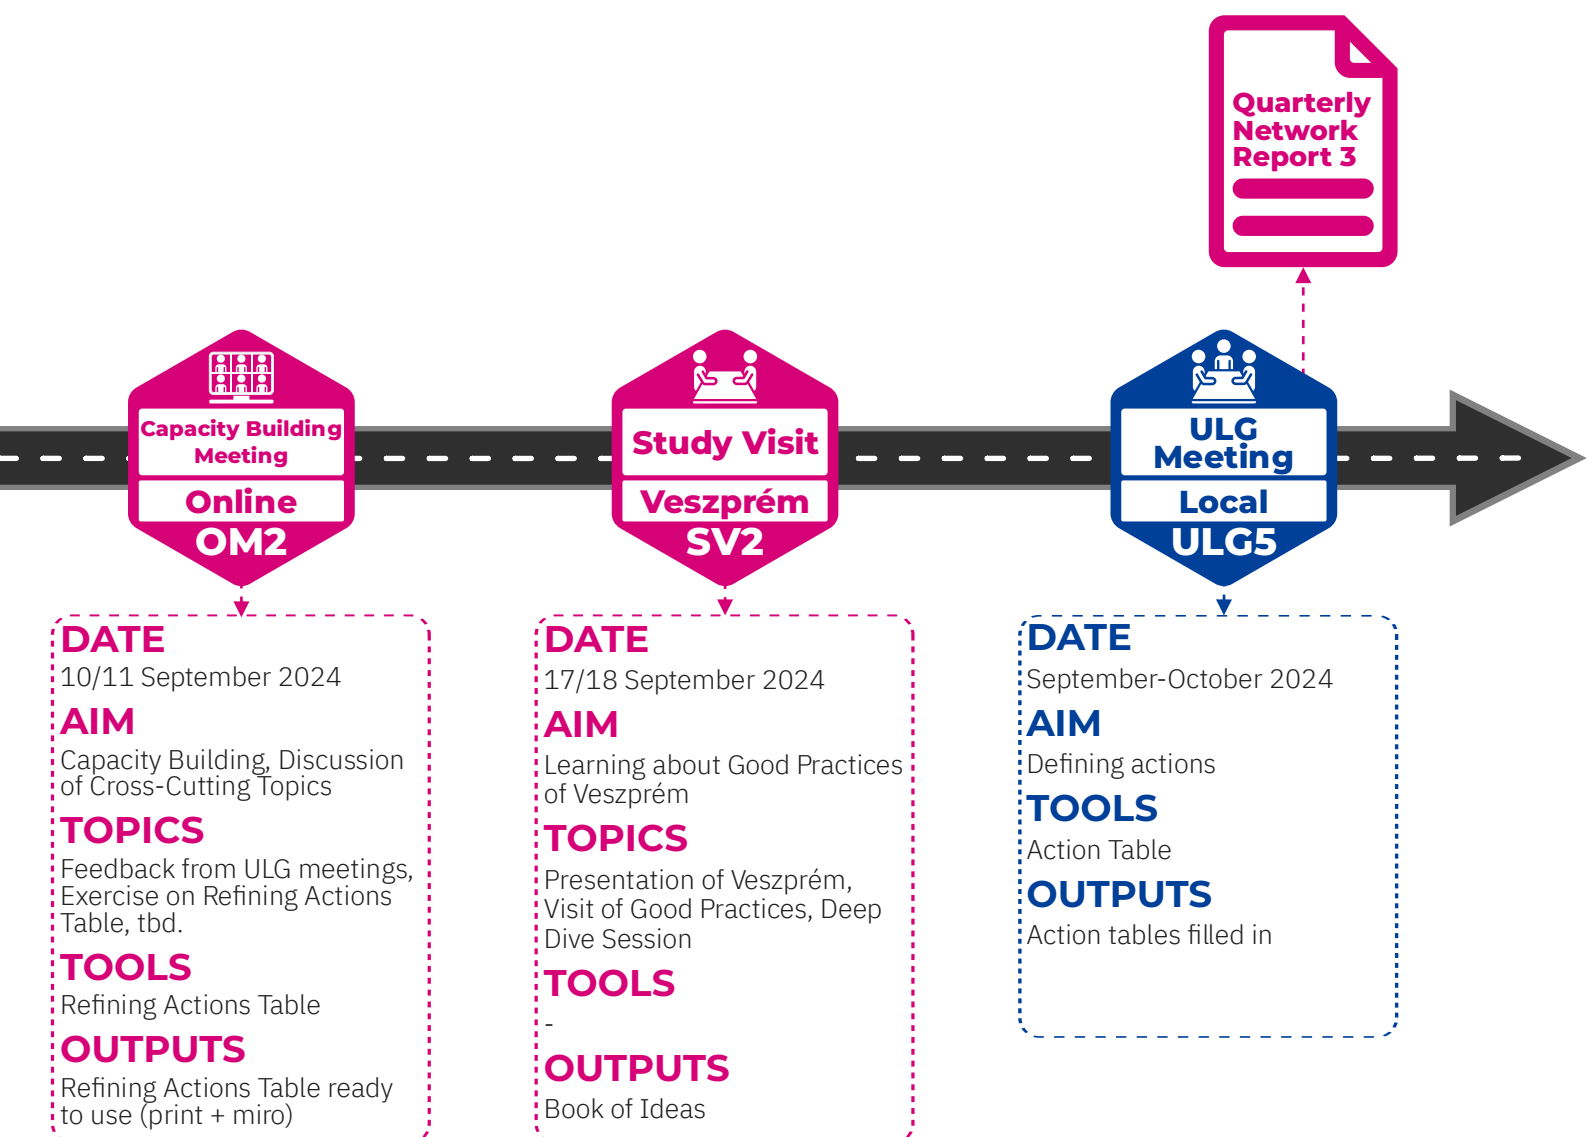 Quarterly
Network
Report 3
Capacity Building
Meeting
Online
OM2
Study Visit
Veszprém
SV2
ULG
Meeting
Local
ULG5
DATE
10/11 September 2024
AIM
Capacity Building, Discussion
of Cross-Cutting Topics
TOPICS
Feedback from ULG meetings,
Exercise on Refining Actions
Table, tbd.
TOOLS
Refining Actions Table
OUTPUTS
Refining Actions Table ready
to use (print + miro)
DATE
17/18 September 2024
AIM
Learning about Good Practices
of Veszprém
TOPICS
Presentation of Veszprém,
Visit of Good Practices, Deep
Dive Session
TOOLS
-
OUTPUTS
Book of Ideas
DATE
September-October 2024
AIM
Defining actions
TOOLS
Action Table
OUTPUTS
Action tables filled in